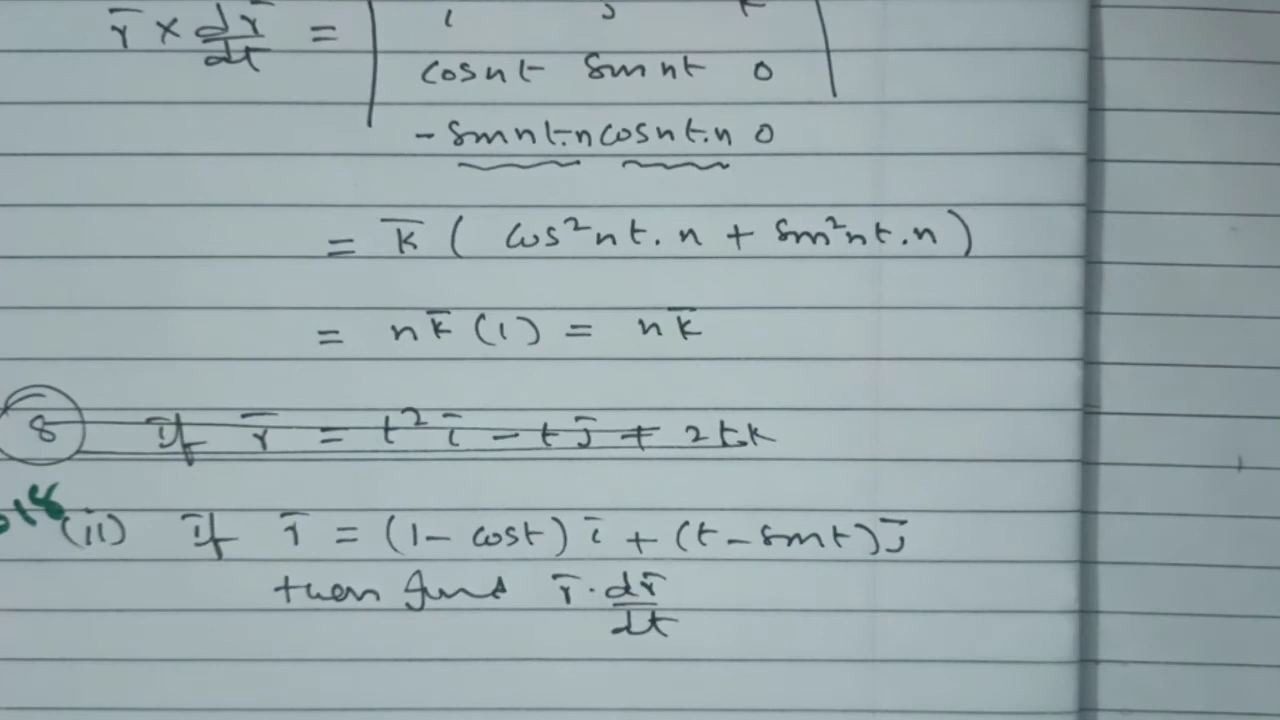 r̅ × dr̅/dt = | i j k
cosnt sinnt 0
-sinnt.n cosnt.n 0
= k̅ ( cos²nt.n + sin²nt.n )
= nk̅ (1) = nk̅
8 if r̅ = t² i̅ - t j̅ + 2t.k
018 (ii) if r̅ = (1 - cost) i̅ + (t - sint) j̅
then find r̅ . dr̅/dt